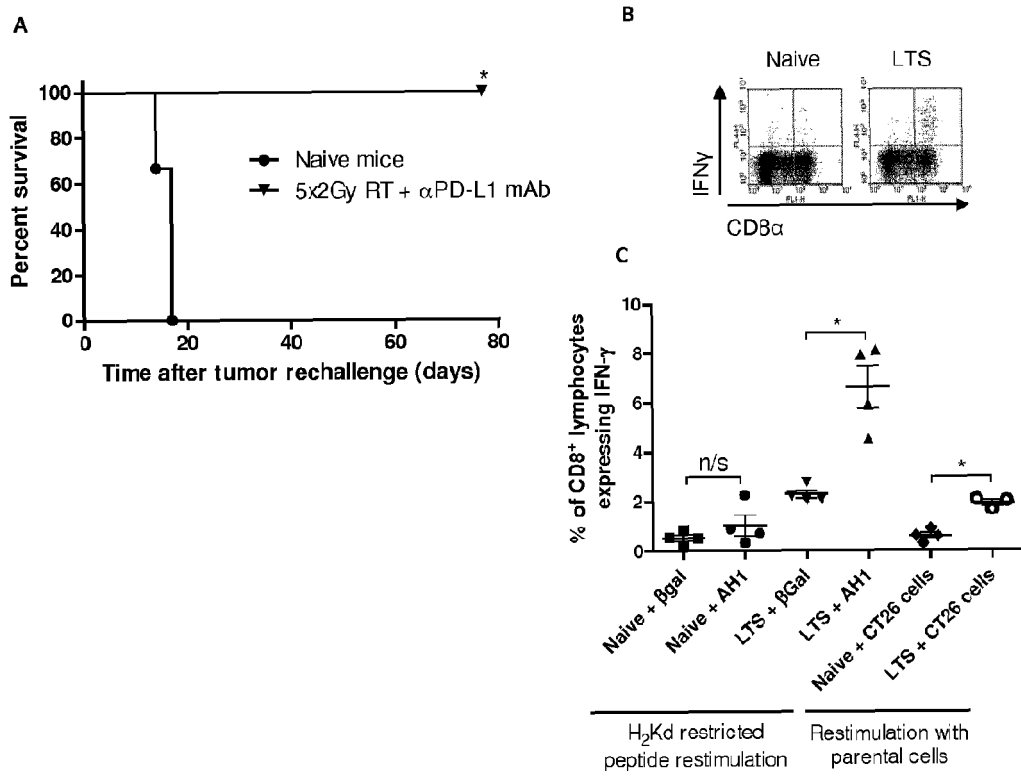 A
*
100
80
60
40
20
0
Percent survival
Naive mice
5x2Gy RT + αPD-L1 mAb
0 20 40 60 80
Time after tumor rechallenge (days)
B
Naive LTS
IFNγ
FL1-H FL1-H
CD8α
C
10
8
6
4
2
0
% of CD8⁺ lymphocytes
expressing IFN-γ
n/s
*
*
Naive + βgal
Naive + AH1
LTS + βGal
LTS + AH1
Naive + CT26 cells
LTS + CT26 cells
H₂Kd restricted
peptide restimulation
Restimulation with
parental cells